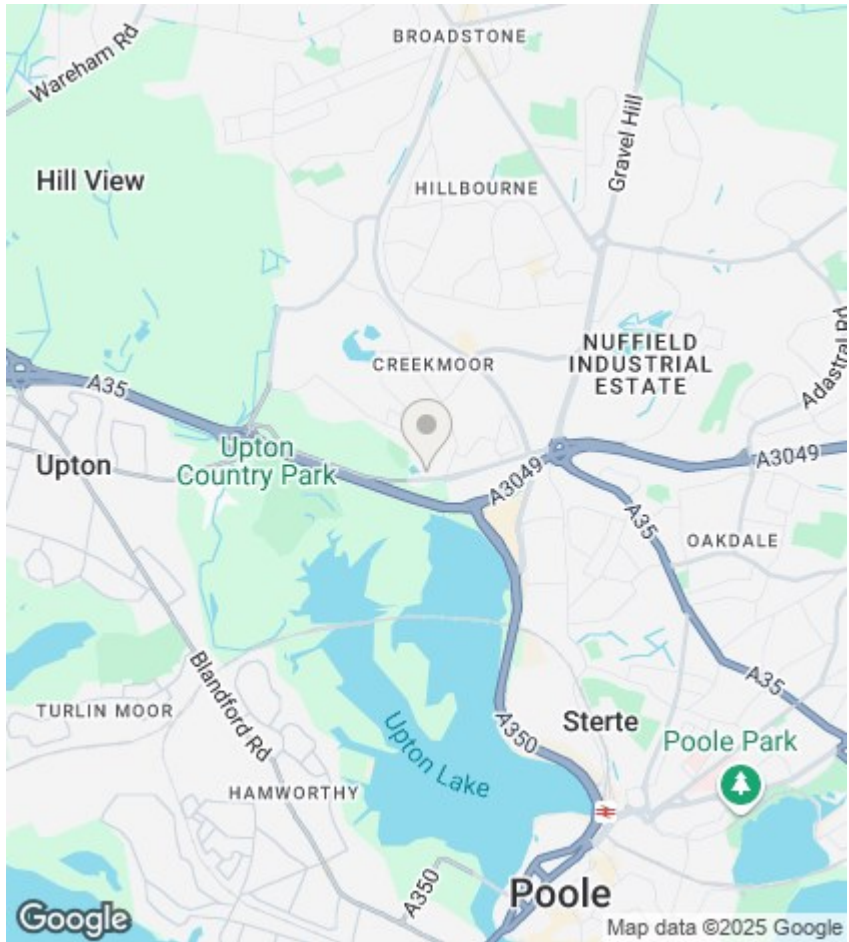 BROADSTONE
Wareham Rd
Gravel Hill
Hill View
HILLBOURNE
NUFFIELD
INDUSTRIAL
ESTATE
Adastral Rd
CREEKMOOR
A35
Upton
Country Park
Upton
A3049
A3049
A35
OAKDALE
Blandford Rd
A35
TURLIN MOOR
A350
Sterte
Upton Lake
Poole Park
HAMWORTHY
A350
Poole
Google
Map data ©2025 Google